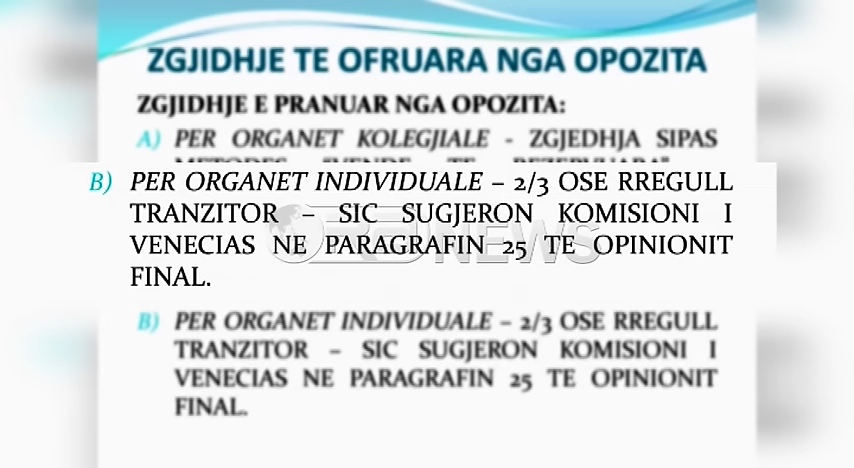 ZGJIDHJE TE OFRUARA NGA OPOZITA
ZGJIDHJE E PRANUAR NGA OPOZITA:
A) PER ORGANET KOLEGJIALE - ZGJEDHJA SIPAS
B) PER ORGANET INDIVIDUALE – 2/3 OSE RREGULL
TRANZITOR – SIC SUGJERON KOMISIONI I
VENECIAS NE PARAGRAFIN 25 TE OPINIONIT
FINAL.
NEWS
B) PER ORGANET INDIVIDUALE – 2/3 OSE RREGULL
TRANZITOR – SIC SUGJERON KOMISIONI I
VENECIAS NE PARAGRAFIN 25 TE OPINIONIT
FINAL.